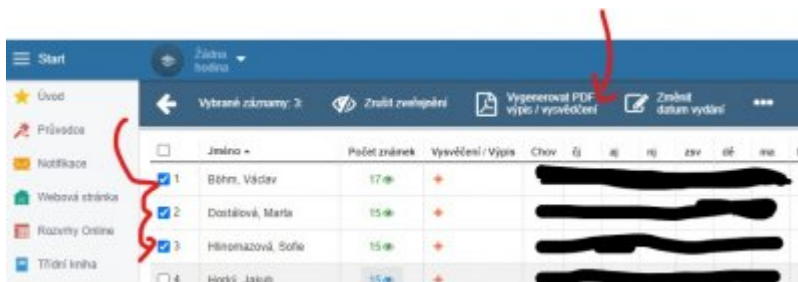 Start
Žádná
hodina
Úvod
Průvodce
Notifikace
Webová stránka
Rozvrhy Online
Třídní kniha
Vybrané záznamy: 3
Zrušit zveřejnění
Vygenerovat PDF
výpis / vysvědčení
Změnit
datum vydání
Jméno Počet známek Vysvěčení / Výpis Chov čj aj nj zsv dě ma
1 Böhm, Václav 17
2 Dostálová, Marta 15
3 Hlinomazová, Sofie 15
4 Horký, Jakub 15